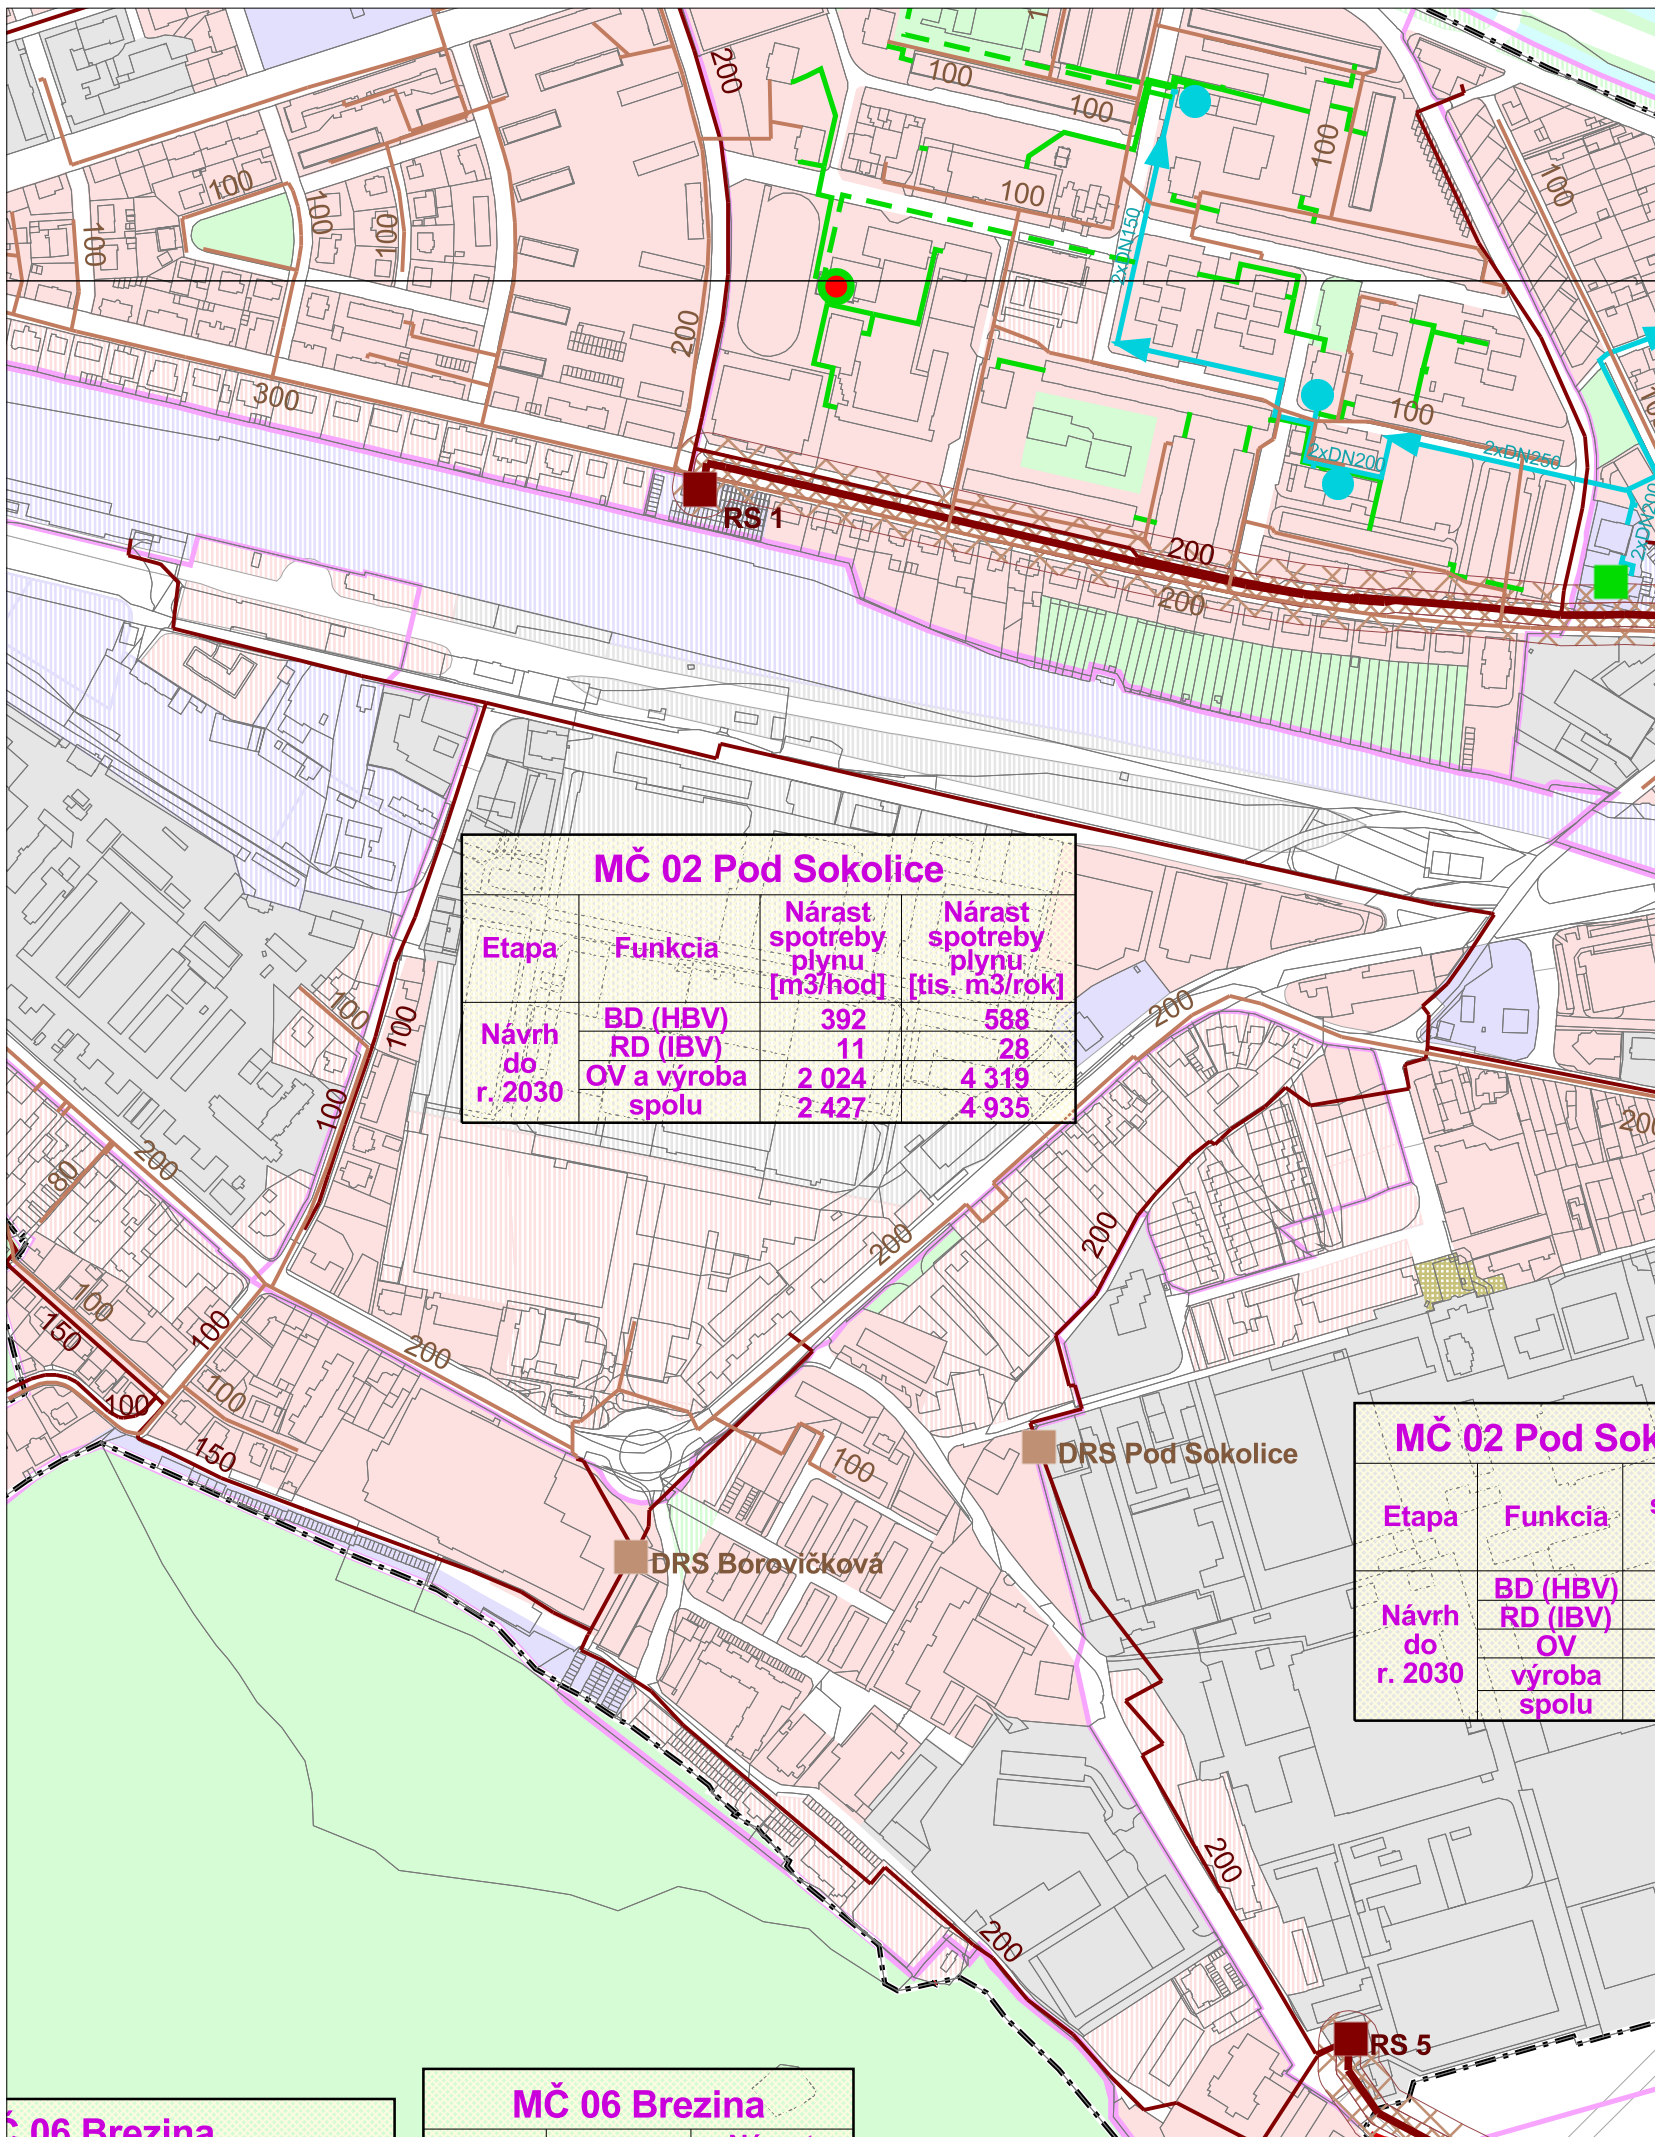 200
100
100
100
100
100
100
100
100
100
100
2xDN150
200
300
100
2xDN200
2xDN250
2xDN200
RS 1
200
200
MČ 02 Pod Sokolice
Etapa
Funkcia
Nárast
spotreby
plynu
[m3/hod]
Nárast
spotreby
plynu
[tis. m3/rok]
Návrh
do
r. 2030
BD (HBV) 392 588
RD (IBV) 11 28
OV a výroba 2 024 4 319
spolu 2 427 4 935
100
100
100
200
200
80
200
200
200
100
150
100
200
100
100
150
100
DRS Pod Sokolice
DRS Borovičková
MČ 02 Pod Sok
Etapa
Funkcia
Návrh
do
r. 2030
BD (HBV)
RD (IBV)
OV
výroba
spolu
200
200
RS 5
MČ 06 Brezina
06 Brezina